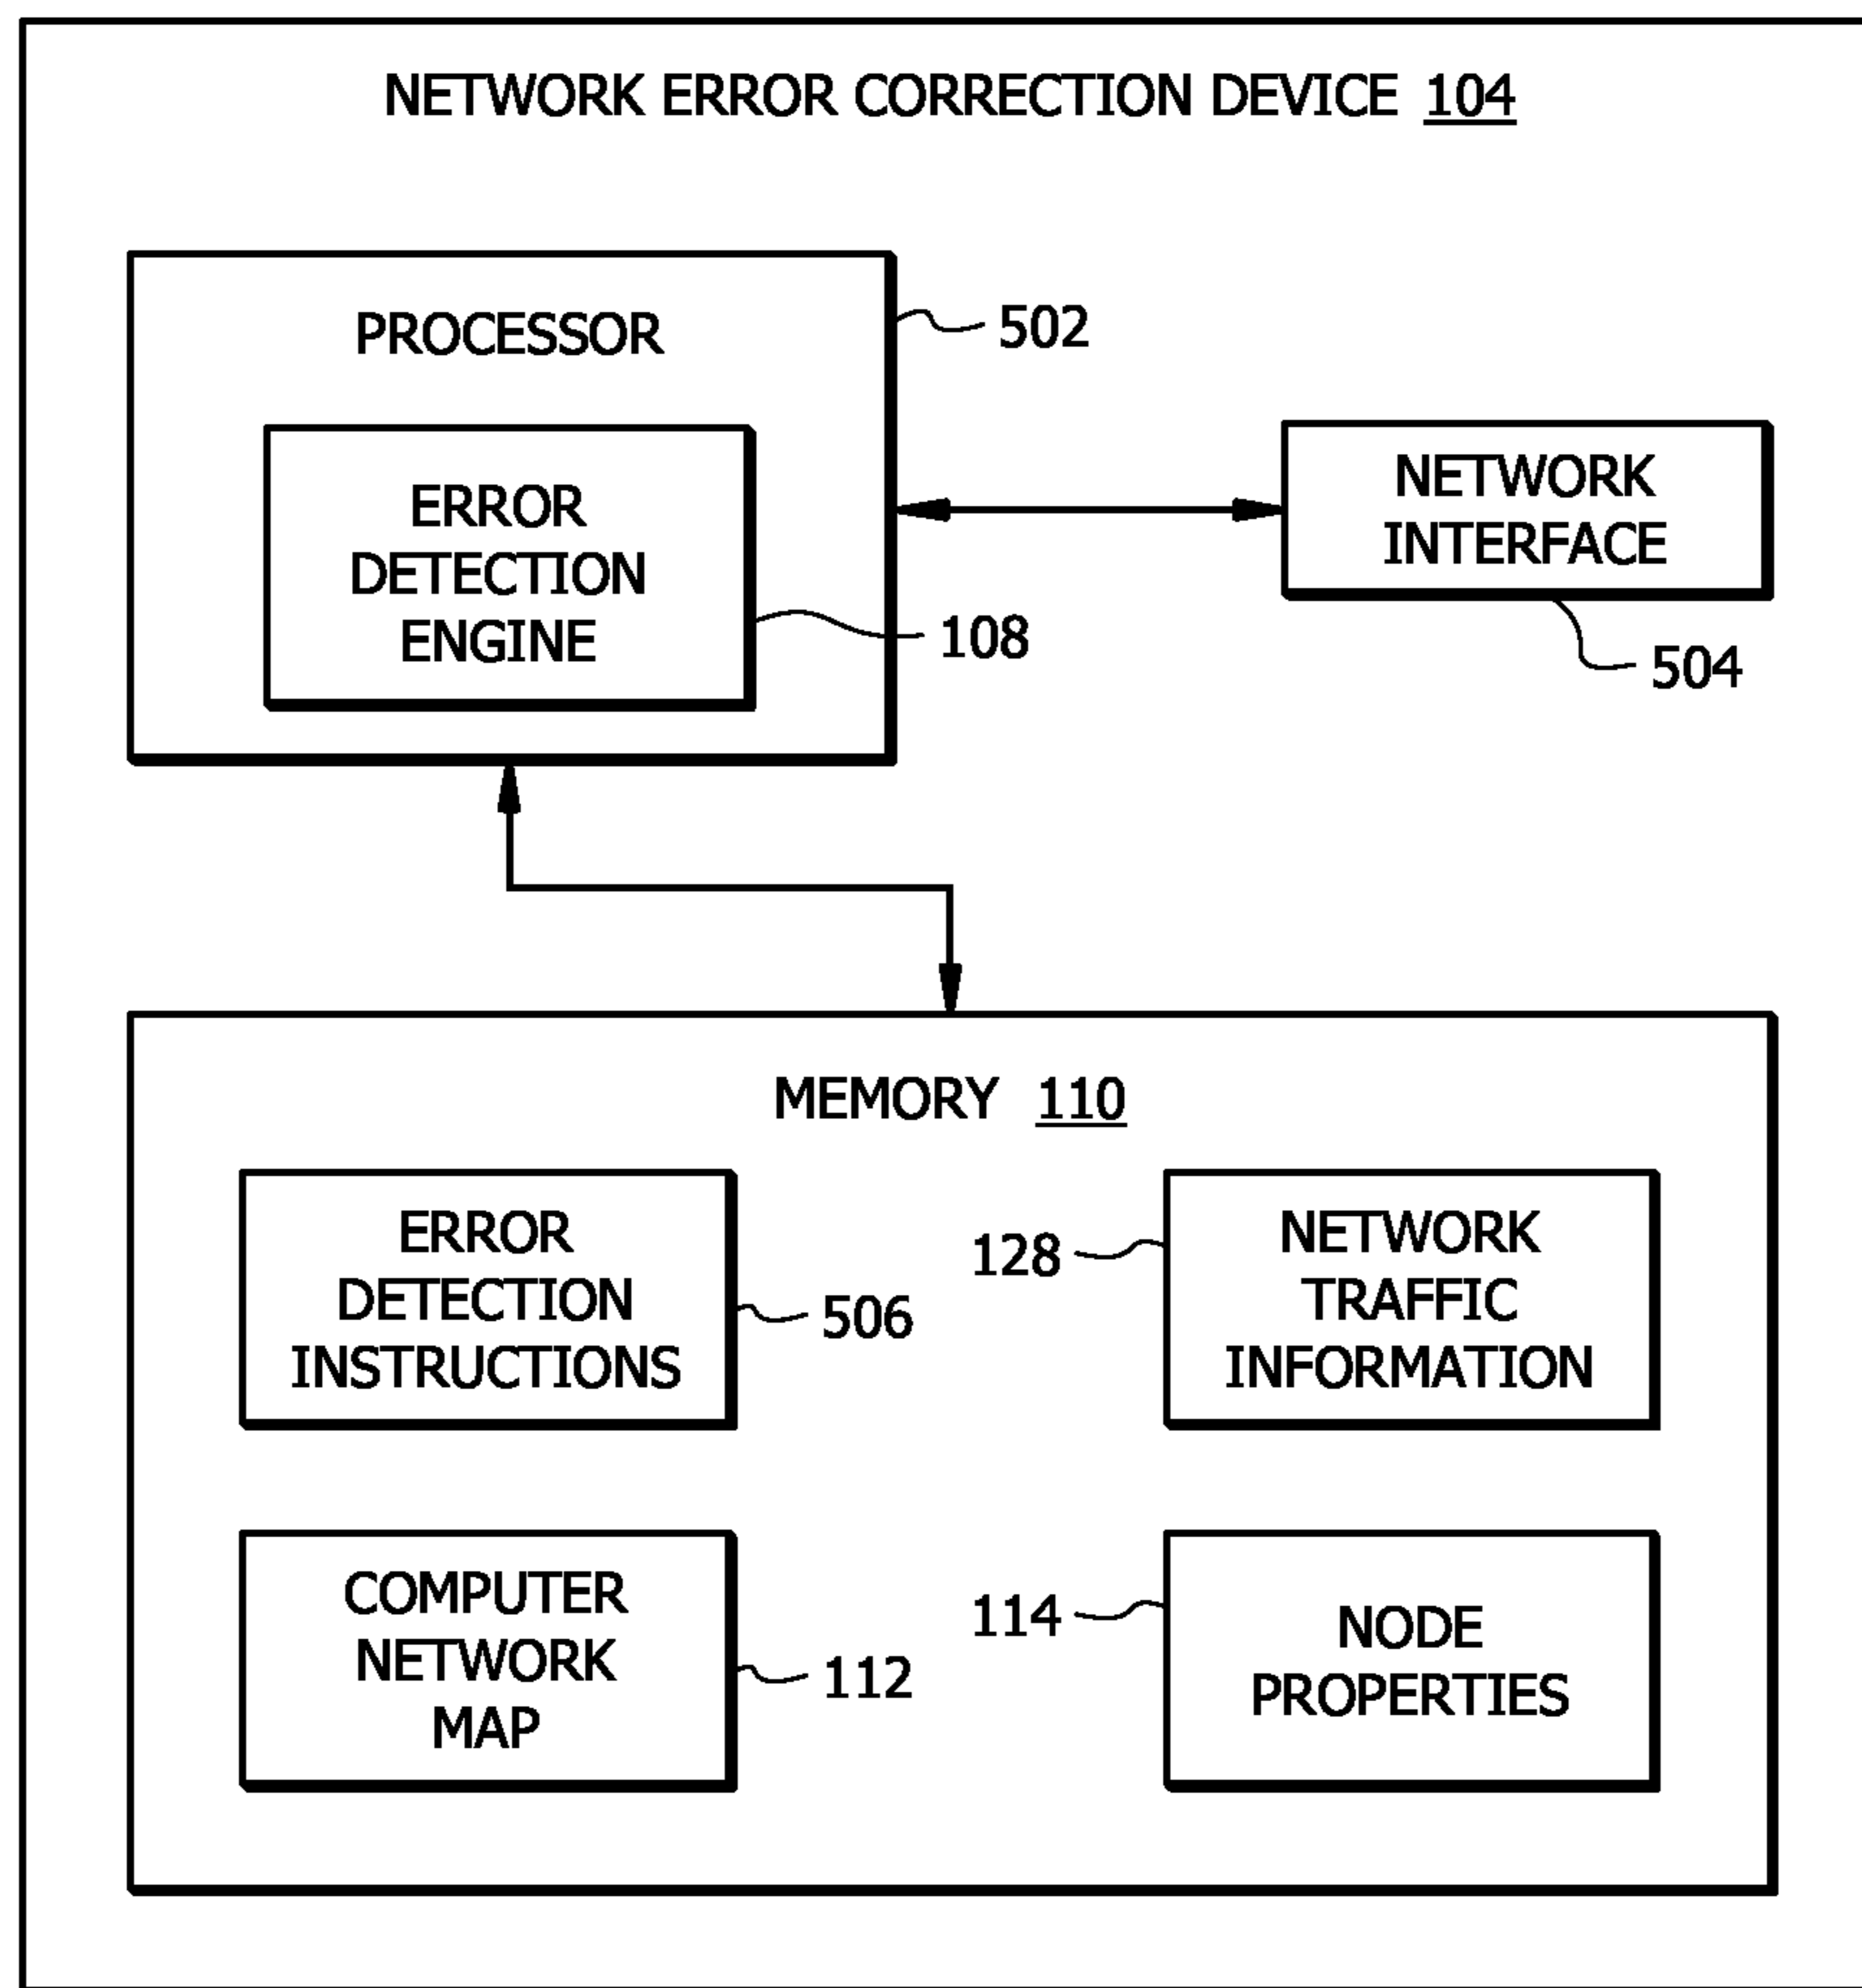 NETWORK ERROR CORRECTION DEVICE 104
PROCESSOR
502
ERROR
DETECTION
ENGINE
108
NETWORK
INTERFACE
504
MEMORY 110
ERROR
DETECTION
INSTRUCTIONS
506
128
NETWORK
TRAFFIC
INFORMATION
COMPUTER
NETWORK
MAP
112
114
NODE
PROPERTIES